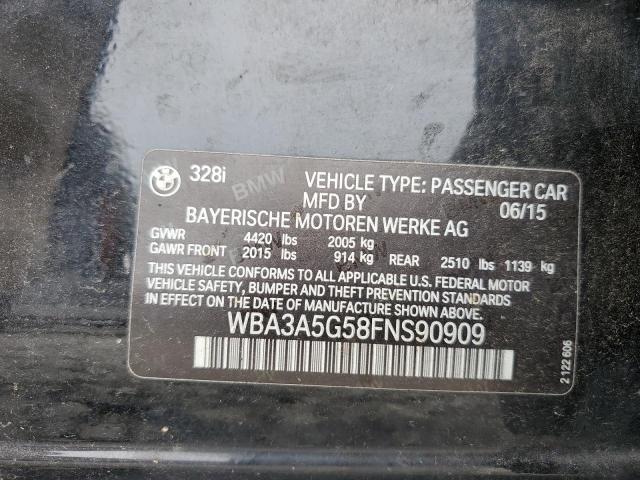 328i
VEHICLE TYPE: PASSENGER CAR
MFD BY 06/15
BAYERISCHE MOTOREN WERKE AG
GVWR 4420 lbs 2005 kg
GAWR FRONT 2015 lbs 914 kg REAR 2510 lbs 1139 kg
THIS VEHICLE CONFORMS TO ALL APPLICABLE U.S. FEDERAL MOTOR
VEHICLE SAFETY, BUMPER AND THEFT PREVENTION STANDARDS
IN EFFECT ON THE DATE OF MANUFACTURE SHOWN ABOVE.
WBA3A5G58FNS90909
2 122 606
BMW